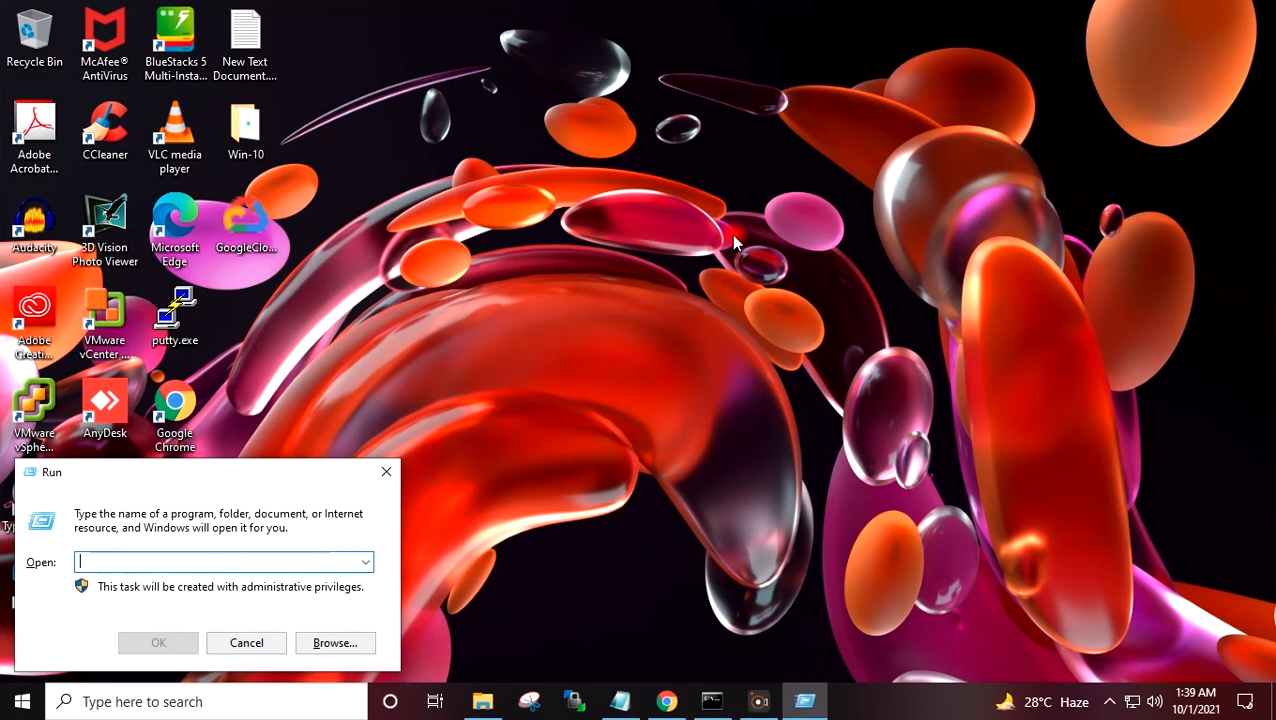 Recycle Bin
McAfee®
AntiVirus
BlueStacks 5
Multi-Insta...
New Text
Document....
Adobe
Acrobat...
CCleaner
VLC media
player
Win-10
Audacity
3D Vision
Photo Viewer
Microsoft
Edge
GoogleClo...
Adobe
Creati...
VMware
vCenter ...
putty.exe
VMware
vSphe...
AnyDesk
Google
Chrome
Run
Type the name of a program, folder, document, or Internet
resource, and Windows will open it for you.
Open:
This task will be created with administrative privileges.
OK
Cancel
Browse...
Type here to search
28°C Haze
1:39 AM
10/1/2021